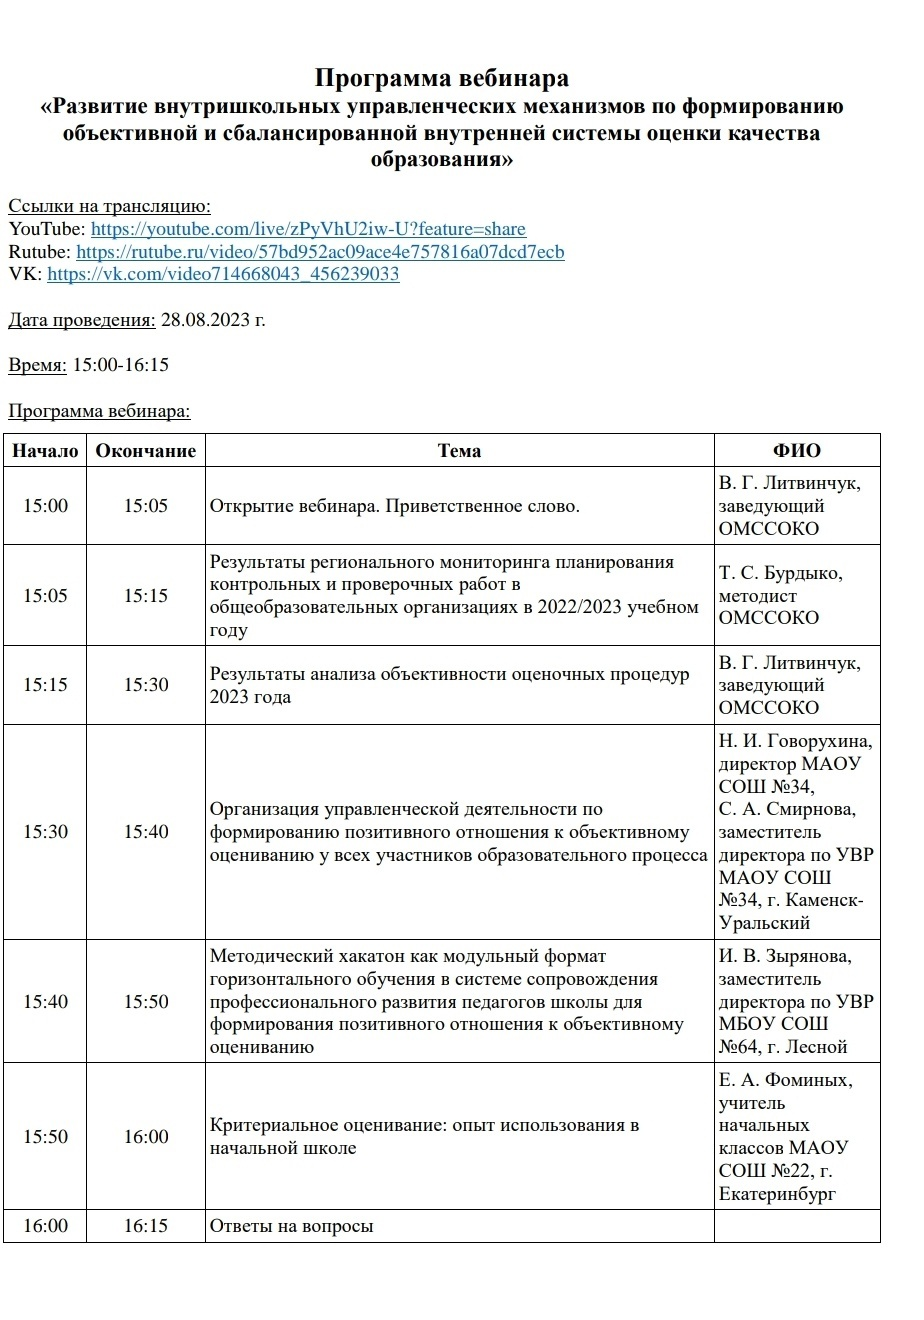 Программа вебинара
«Развитие внутришкольных управленческих механизмов по формированию
объективной и сбалансированной внутренней системы оценки качества
образования»
Ссылки на трансляцию:
YouTube: https://youtube.com/live/zPyVhU2iw-U?feature=share
Rutube: https://rutube.ru/video/57bd952ac09ace4e757816a07dcd7ecb
VK: https://vk.com/video714668043_456239033
Дата проведения: 28.08.2023 г.
Время: 15:00-16:15
Программа вебинара:
Начало Окончание Тема ФИО
15:00 15:05 Открытие вебинара. Приветственное слово.
В. Г. Литвинчук,
заведующий
ОМССОКО
15:05 15:15
Результаты регионального мониторинга планирования
контрольных и проверочных работ в
общеобразовательных организациях в 2022/2023 учебном
году
Т. С. Бурдыко,
методист
ОМССОКО
15:15 15:30
Результаты анализа объективности оценочных процедур
2023 года
В. Г. Литвинчук,
заведующий
ОМССОКО
15:30 15:40
Организация управленческой деятельности по
формированию позитивного отношения к объективному
оцениванию у всех участников образовательного процесса
Н. И. Говорухина,
директор МАОУ
СОШ №34,
С. А. Смирнова,
заместитель
директора по УВР
МАОУ СОШ
№34, г. Каменск-
Уральский
15:40 15:50
Методический хакатон как модульный формат
горизонтального обучения в системе сопровождения
профессионального развития педагогов школы для
формирования позитивного отношения к объективному
оцениванию
И. В. Зырянова,
заместитель
директора по УВР
МБОУ СОШ
№64, г. Лесной
15:50 16:00
Критериальное оценивание: опыт использования в
начальной школе
Е. А. Фоминых,
учитель
начальных
классов МАОУ
СОШ №22, г.
Екатеринбург
16:00 16:15 Ответы на вопросы